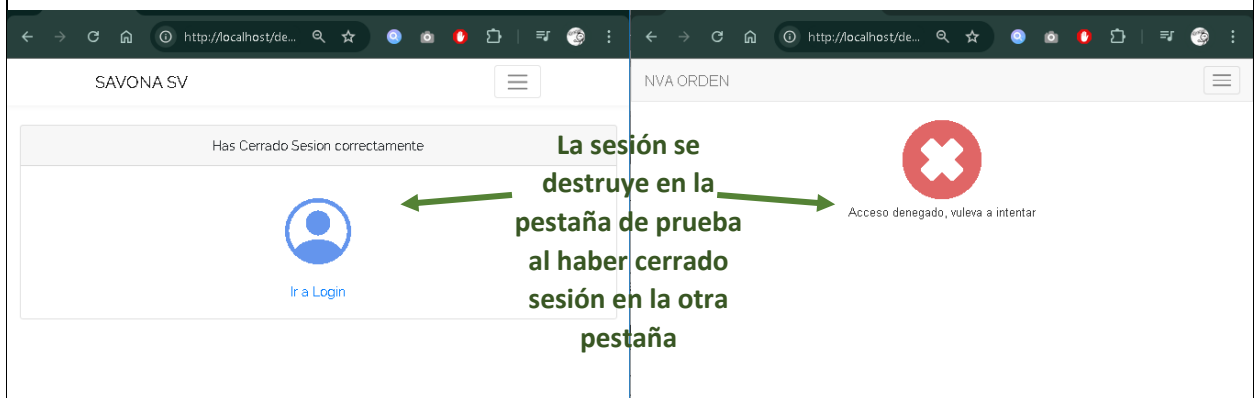 http://localhost/de...
SAVONA SV
Has Cerrado Sesion correctamente
Ir a Login
La sesión se
destruye en la
pestaña de prueba
al haber cerrado
sesión en la otra
pestaña
http://localhost/de...
NVA ORDEN
Acceso denegado, vuleva a intentar